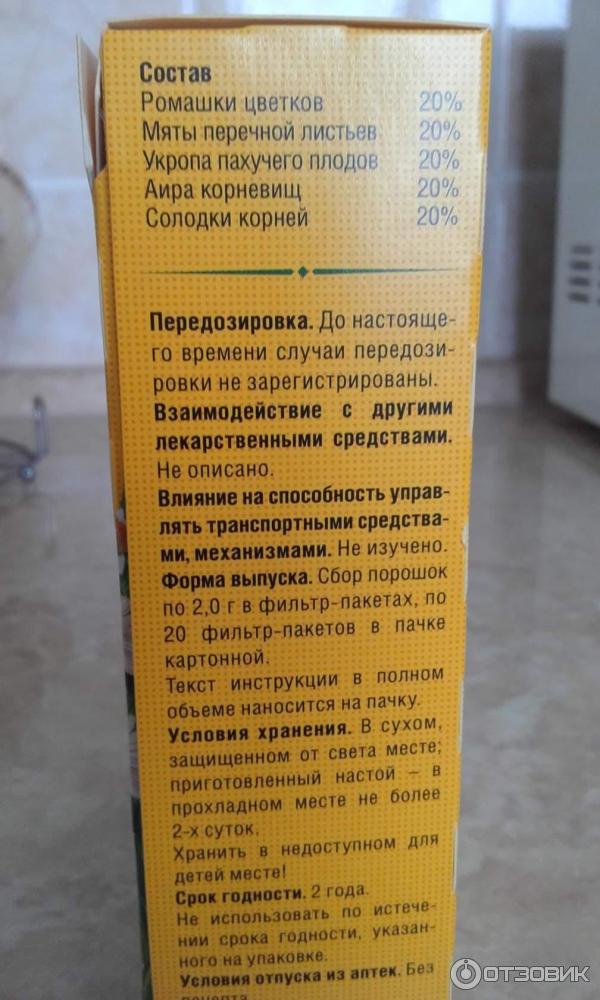 Состав
Ромашки цветков 20%
Мяты перечной листьев 20%
Укропа пахучего плодов 20%
Аира корневищ 20%
Солодки корней 20%
Передозировка. До настояще-
го времени случаи передози-
ровки не зарегистрированы.
Взаимодействие с другими
лекарственными средствами.
Не описано.
Влияние на способность управ-
лять транспортными средства-
ми, механизмами. Не изучено.
Форма выпуска. Сбор порошок
по 2,0 г в фильтр-пакетах, по
20 фильтр-пакетов в пачке
картонной.
Текст инструкции в полном
объеме наносится на пачку.
Условия хранения. В сухом,
защищенном от света месте;
приготовленный настой – в
прохладном месте не более
2-х суток.
Хранить в недоступном для
детей месте!
Срок годности. 2 года.
Не использовать по истече-
нии срока годности, указан-
ного на упаковке.
Условия отпуска из аптек. Без
рецепта
ОТЗОВИК